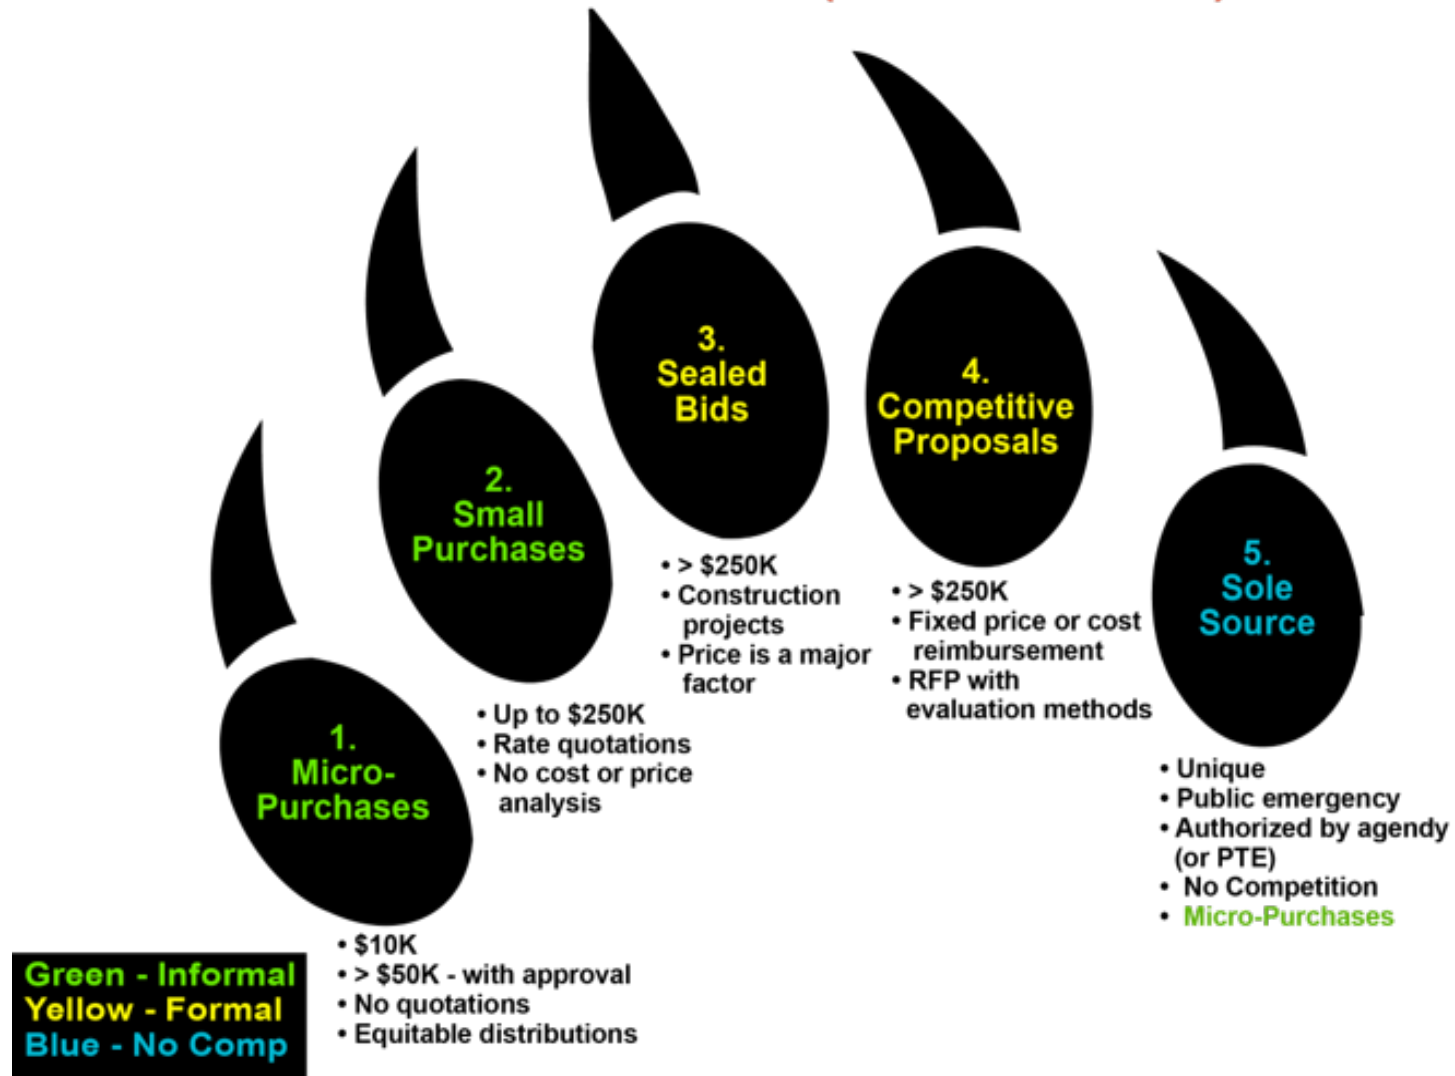 1.
Micro-
Purchases
• $10K
• > $50K - with approval
• No quotations
• Equitable distributions
2.
Small
Purchases
• Up to $250K
• Rate quotations
• No cost or price
analysis
3.
Sealed
Bids
• > $250K
• Construction
projects
• Price is a major
factor
4.
Competitive
Proposals
• > $250K
• Fixed price or cost
reimbursement
• RFP with
evaluation methods
5.
Sole
Source
• Unique
• Public emergency
• Authorized by agendy
(or PTE)
• No Competition
• Micro-Purchases
Green - Informal
Yellow - Formal
Blue - No Comp